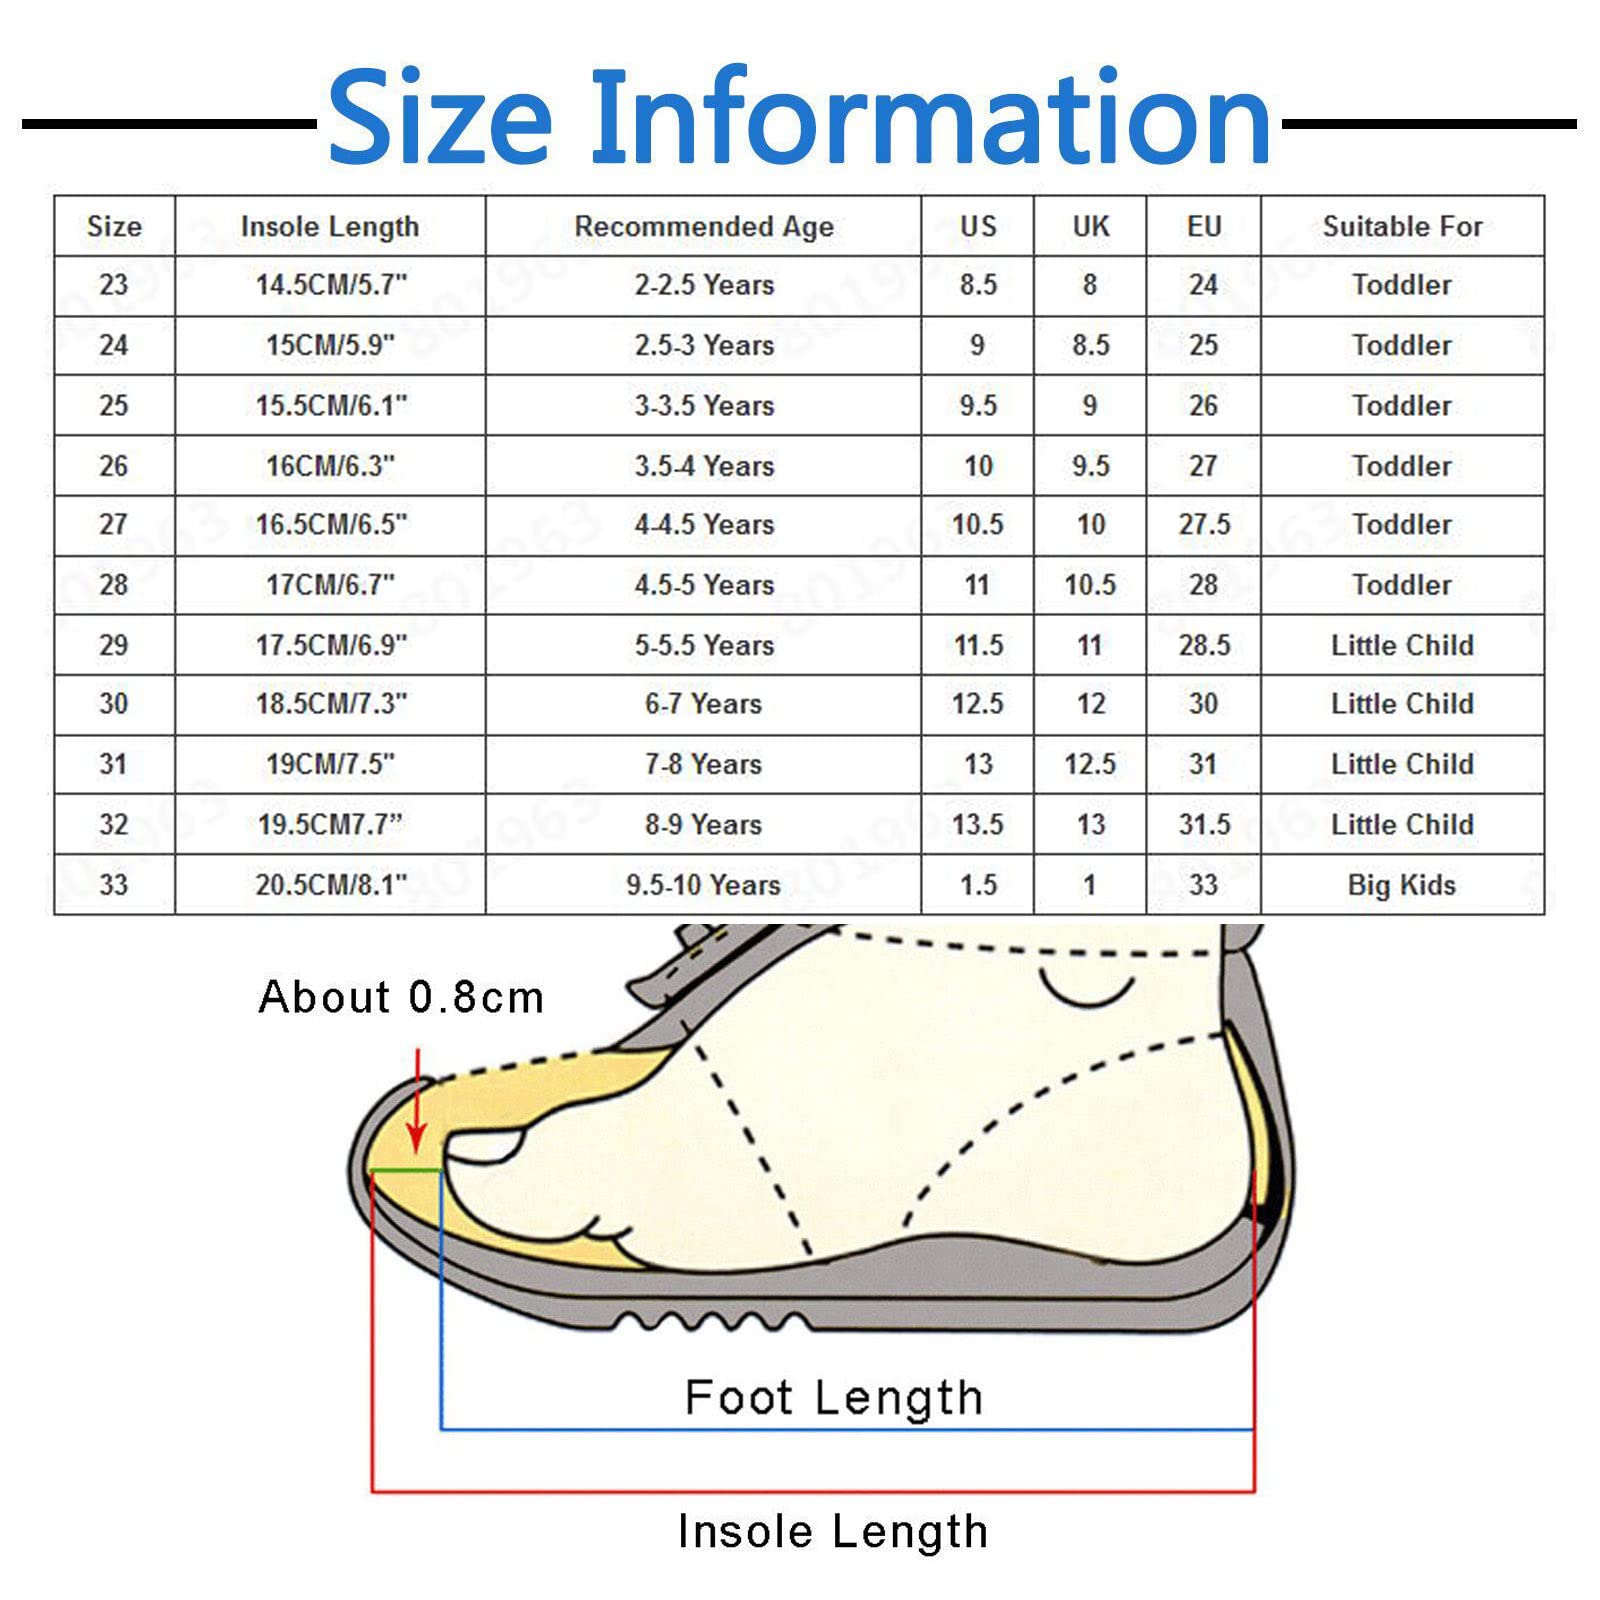 Size Information
Size Insole Length Recommended Age US UK EU Suitable For
23 14.5CM/5.7" 2-2.5 Years 8.5 8 24 Toddler
24 15CM/5.9" 2.5-3 Years 9 8.5 25 Toddler
25 15.5CM/6.1" 3-3.5 Years 9.5 9 26 Toddler
26 16CM/6.3" 3.5-4 Years 10 9.5 27 Toddler
27 16.5CM/6.5" 4-4.5 Years 10.5 10 27.5 Toddler
28 17CM/6.7" 4.5-5 Years 11 10.5 28 Toddler
29 17.5CM/6.9" 5-5.5 Years 11.5 11 28.5 Little Child
30 18.5CM/7.3" 6-7 Years 12.5 12 30 Little Child
31 19CM/7.5" 7-8 Years 13 12.5 31 Little Child
32 19.5CM7.7” 8-9 Years 13.5 13 31.5 Little Child
33 20.5CM/8.1" 9.5-10 Years 1.5 1 33 Big Kids
About 0.8cm
Foot Length
Insole Length